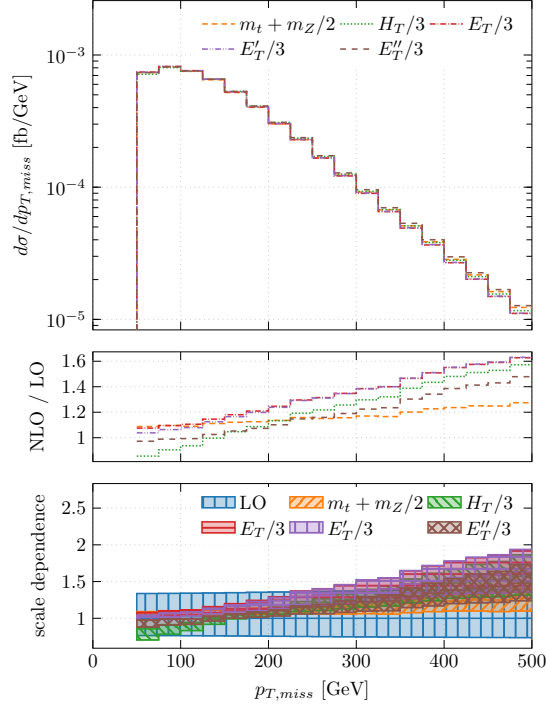 m_t + m_Z/2 H_T/3 E_T/3
E'_T/3 E''_T/3
dσ/dp_{T,miss} [fb/GeV]
10^{-3}
10^{-4}
10^{-5}
NLO / LO
1.6
1.4
1.2
1
scale dependence
LO m_t + m_Z/2 H_T/3
E_T/3 E'_T/3 E''_T/3
2.5
2
1.5
1
0 100 200 300 400 500
p_{T,miss} [GeV]